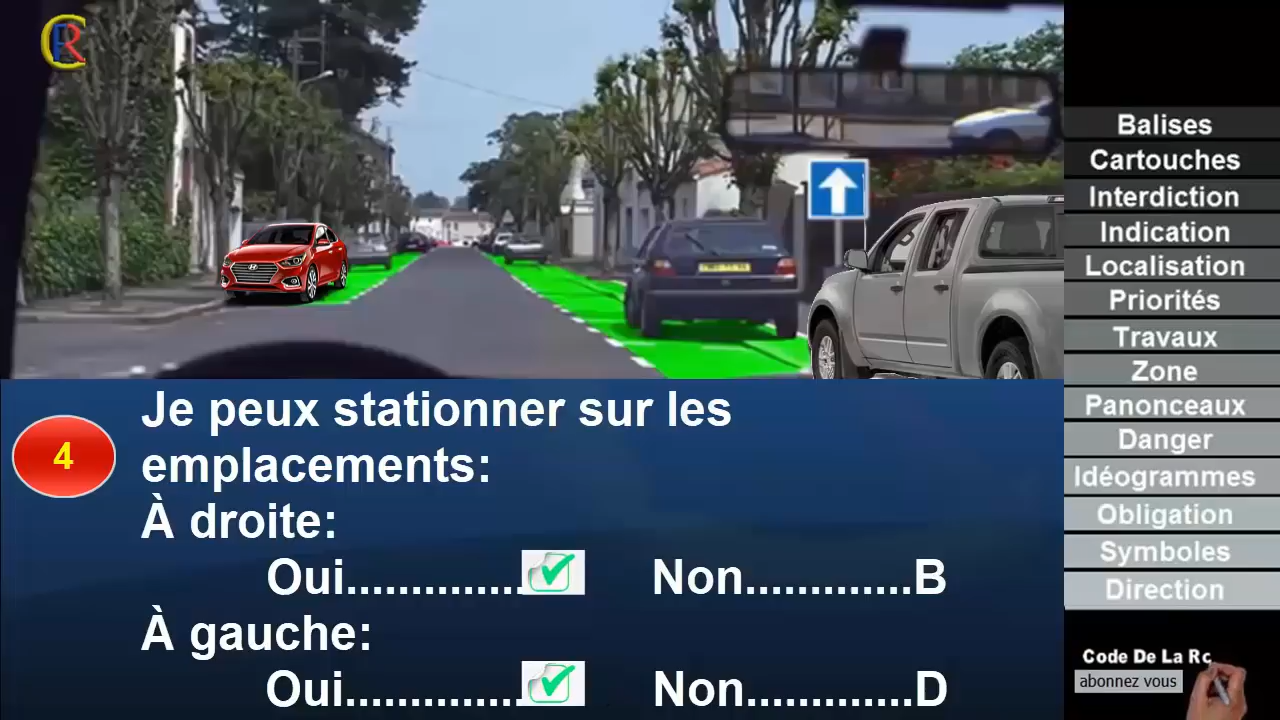 CR
Je peux stationner sur les
emplacements:
4
À droite:
Oui.............. Non.............B
À gauche:
Oui.............. Non.............D
Balises
Cartouches
Interdiction
Indication
Localisation
Priorités
Travaux
Zone
Panonceaux
Danger
Idéogrammes
Obligation
Symboles
Direction
Code De La Rc
abonnez vous